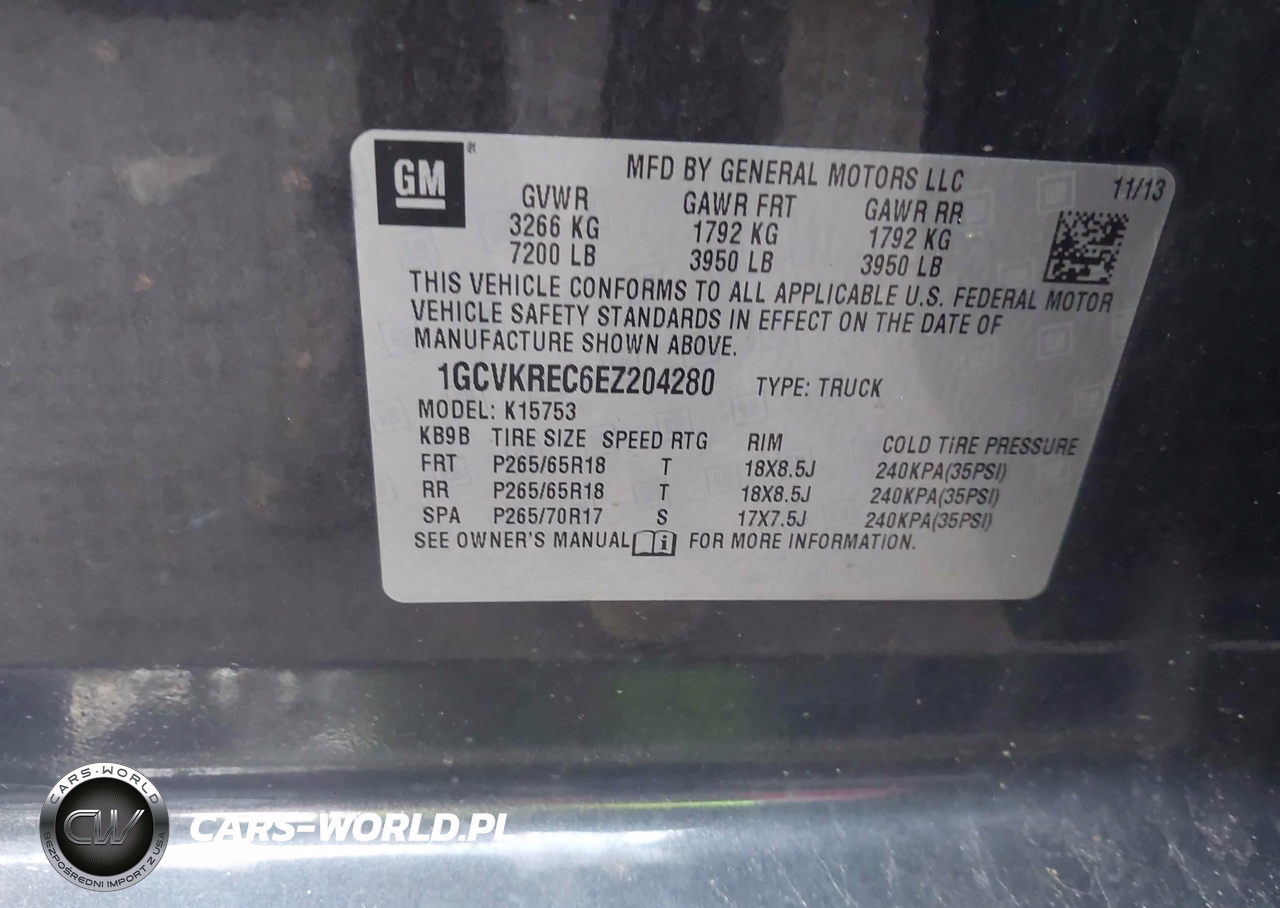 GM
MFD BY GENERAL MOTORS LLC
11/13
GVWR GAWR FRT GAWR RR
3266 KG 1792 KG 1792 KG
7200 LB 3950 LB 3950 LB
THIS VEHICLE CONFORMS TO ALL APPLICABLE U.S. FEDERAL MOTOR
VEHICLE SAFETY STANDARDS IN EFFECT ON THE DATE OF
MANUFACTURE SHOWN ABOVE.
1GCVKREC6EZ204280 TYPE: TRUCK
MODEL: K15753
KB9B TIRE SIZE SPEED RTG RIM COLD TIRE PRESSURE
FRT P265/65R18 T 18X8.5J 240KPA(35PSI)
RR P265/65R18 T 18X8.5J 240KPA(35PSI)
SPA P265/70R17 S 17X7.5J 240KPA(35PSI)
SEE OWNER'S MANUAL i FOR MORE INFORMATION.
CARS-WORLD
CW
BEZPOŚREDNI IMPORT Z USA
CARS-WORLD.PL